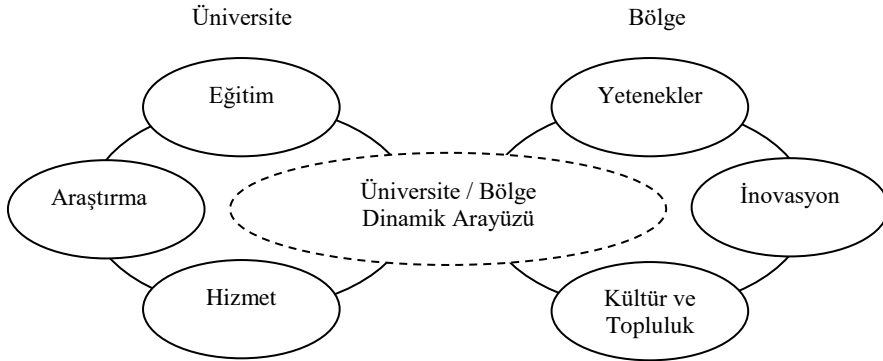 Üniversite
Bölge
Eğitim
Yetenekler
Araştırma
Üniversite / Bölge
Dinamik Arayüzü
İnovasyon
Hizmet
Kültür ve
Topluluk